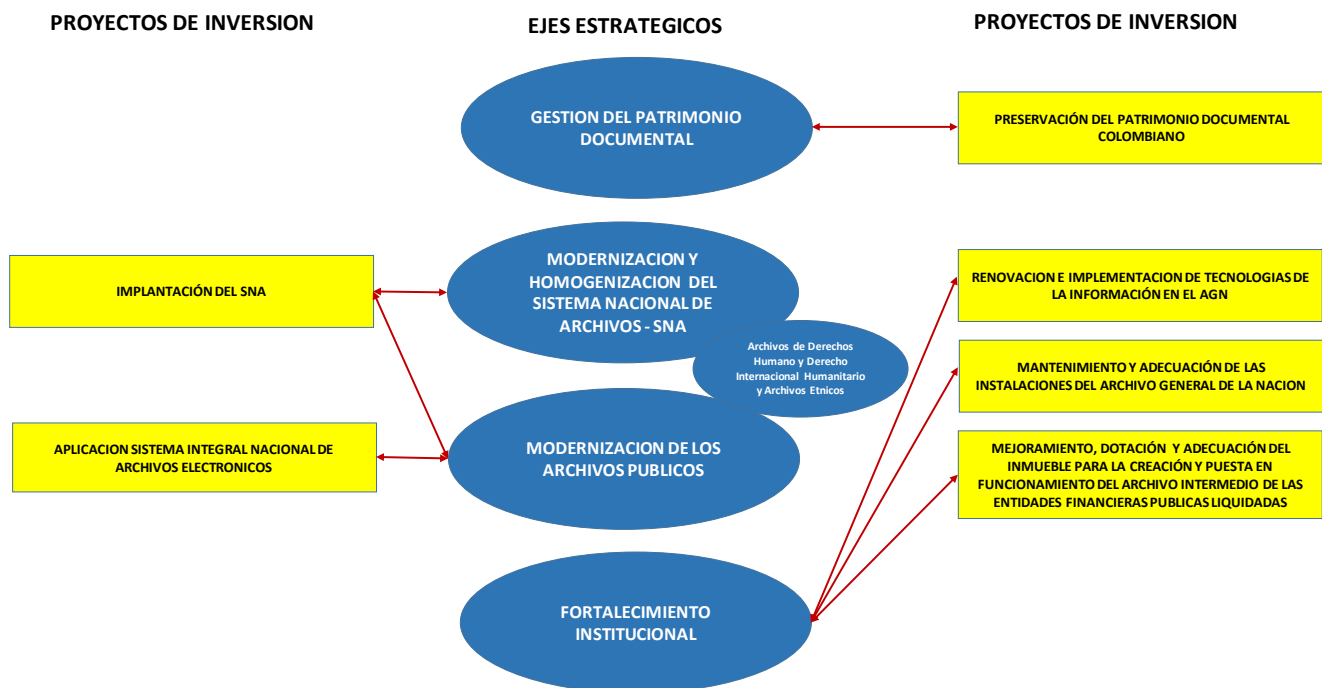 PROYECTOS DE INVERSION
EJES ESTRATEGICOS
PROYECTOS DE INVERSION
GESTION DEL PATRIMONIO
DOCUMENTAL
PRESERVACIÓN DEL PATRIMONIO DOCUMENTAL
COLOMBIANO
IMPLANTACIÓN DEL SNA
MODERNIZACION Y
HOMOGENIZACION DEL
SISTEMA NACIONAL DE
ARCHIVOS - SNA
RENOVACION E IMPLEMENTACION DE TECNOLOGIAS DE
LA INFORMACIÓN EN EL AGN
Archivos de Derechos
Humano y Derecho
Internacional Humanitario
y Archivos Etnicos
MANTENIMIENTO Y ADECUACIÓN DE LAS
INSTALACIONES DEL ARCHIVO GENERAL DE LA NACION
APLICACION SISTEMA INTEGRAL NACIONAL DE
ARCHIVOS ELECTRONICOS
MODERNIZACION DE LOS
ARCHIVOS PUBLICOS
MEJORAMIENTO, DOTACIÓN Y ADECUACIÓN DEL
INMUEBLE PARA LA CREACIÓN Y PUESTA EN
FUNCIONAMIENTO DEL ARCHIVO INTERMEDIO DE LAS
ENTIDADES FINANCIERAS PUBLICAS LIQUIDADAS
FORTALECIMIENTO
INSTITUCIONAL